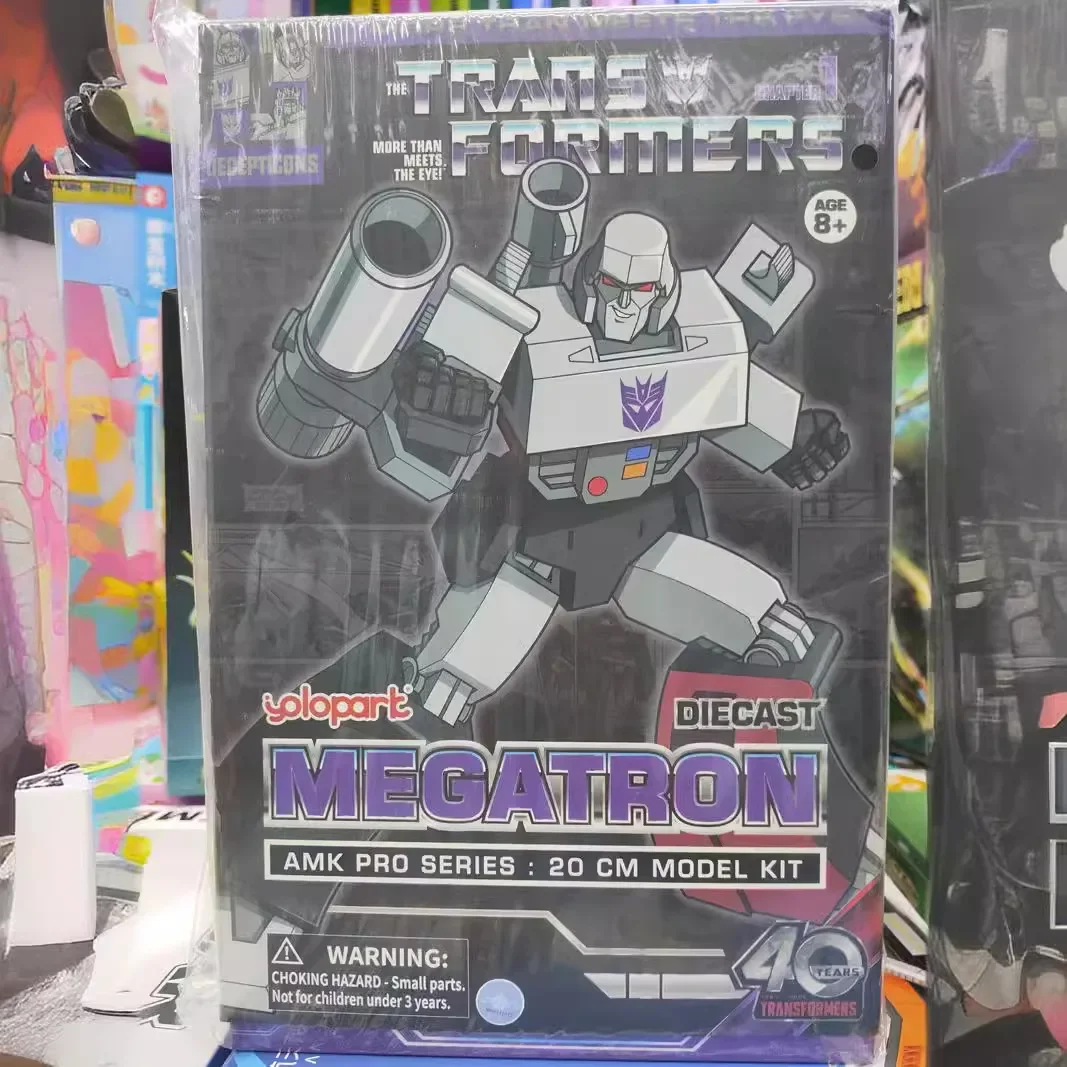 THE TRANS
FORMERS
CHAPTER 1
MORE THAN
MEETS
THE EYE!
DECEPTICONS
AGE
8+
yolopart
DIECAST
MEGATRON
AMK PRO SERIES : 20 CM MODEL KIT
WARNING:
CHOKING HAZARD - Small parts.
Not for children under 3 years.
40
YEARS
TRANSFORMERS